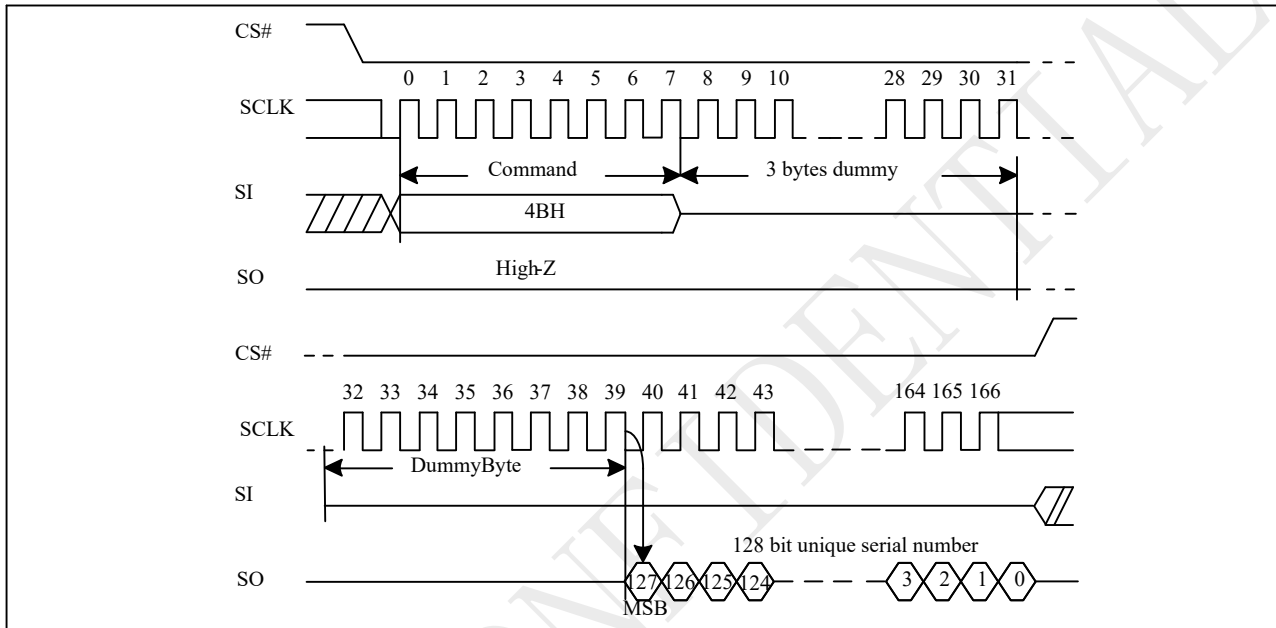 CS#
0 1 2 3 4 5 6 7 8 9 10 28 29 30 31
SCLK
Command 3 bytes dummy
SI
4BH
High-Z
SO
CS#
32 33 34 35 36 37 38 39 40 41 42 43 164 165 166
SCLK
DummyByte
SI
128 bit unique serial number
SO 127 126 125 124 3 2 1 0
MSB